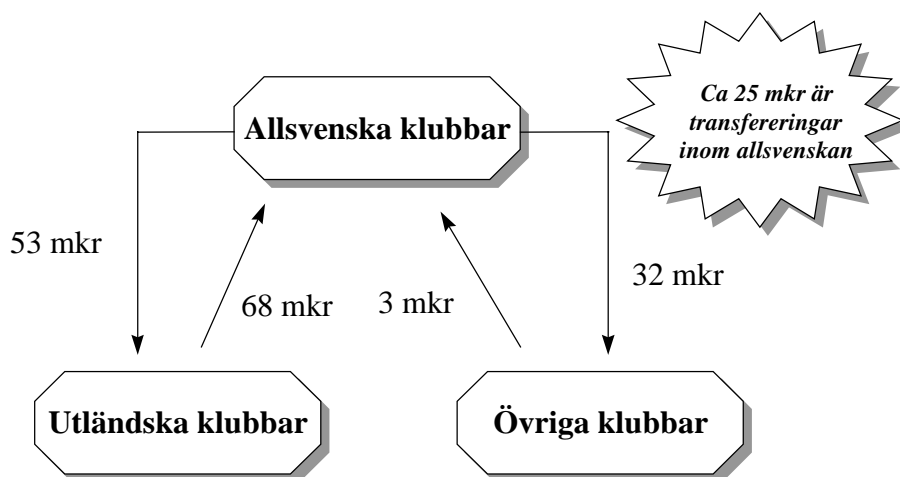 Allsvenska klubbar
Ca 25 mkr är
transfereringar
inom allsvenskan
53 mkr
68 mkr
3 mkr
32 mkr
Utländska klubbar
Övriga klubbar